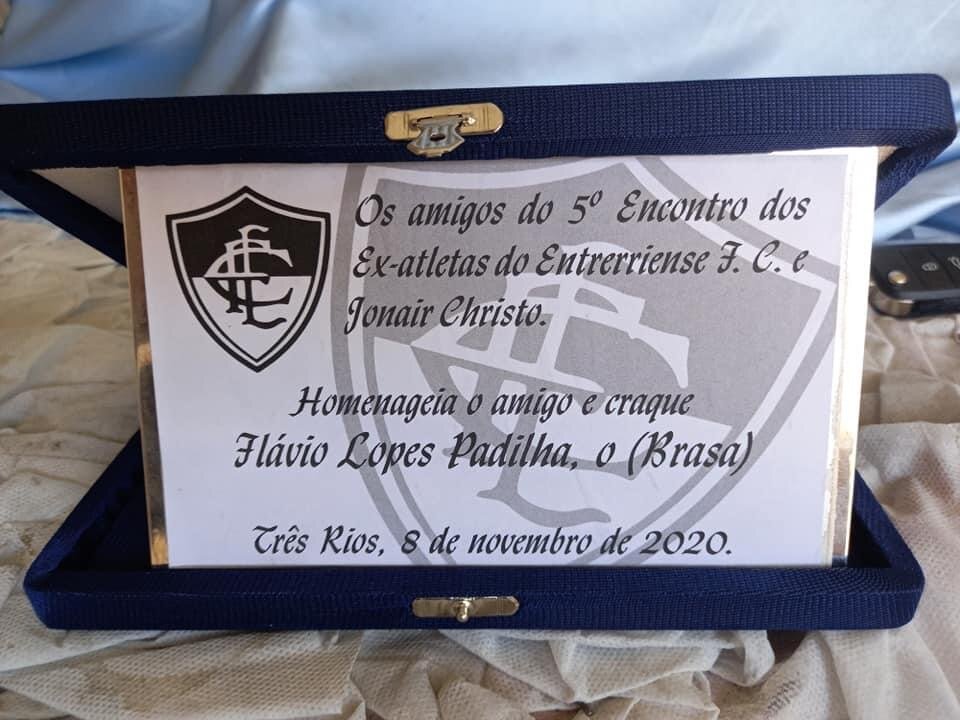 Os amigos do 5º Encontro dos
Ex-atletas do Entrerriense F. C. e
Jonair Christo.
Homenageia o amigo e craque
Flávio Lopes Padilha, o (Brasa)
Três Rios, 8 de novembro de 2020.